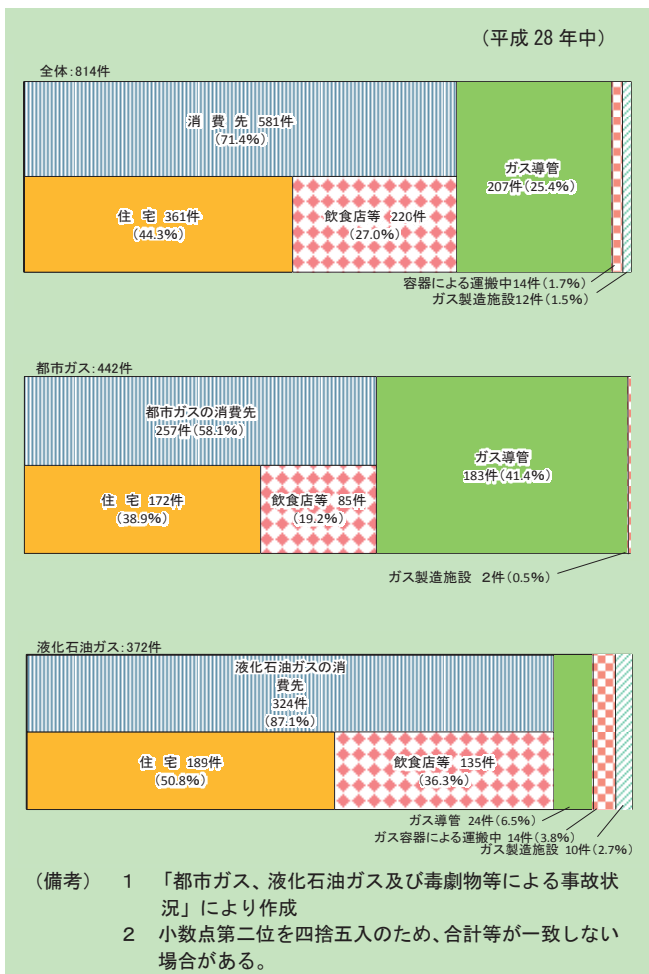 （平成 28 年中）
全体：814件
消 費 先 581件
（71.4％）
ガス導管
207件（25.4％）
住 宅 361件
（44.3％）
飲食店等 220件
（27.0％）
容器による運搬中14件（1.7％）
ガス製造施設12件（1.5％）
都市ガス：442件
都市ガスの消費先
257件（58.1％）
ガス導管
183件（41.4％）
住 宅 172件
（38.9％）
飲食店等 85件
（19.2％）
ガス製造施設 2件（0.5％）
液化石油ガス：372件
液化石油ガスの消
費先
324件
（87.1％）
住 宅 189件
（50.8％）
飲食店等 135件
（36.3％）
ガス導管 24件（6.5％）
ガス容器による運搬中 14件（3.8％）
ガス製造施設 10件（2.7％）
（備考） 1 「都市ガス、液化石油ガス及び毒劇物等による事故状
況」により作成
2 小数点第二位を四捨五入のため、合計等が一致しない
場合がある。